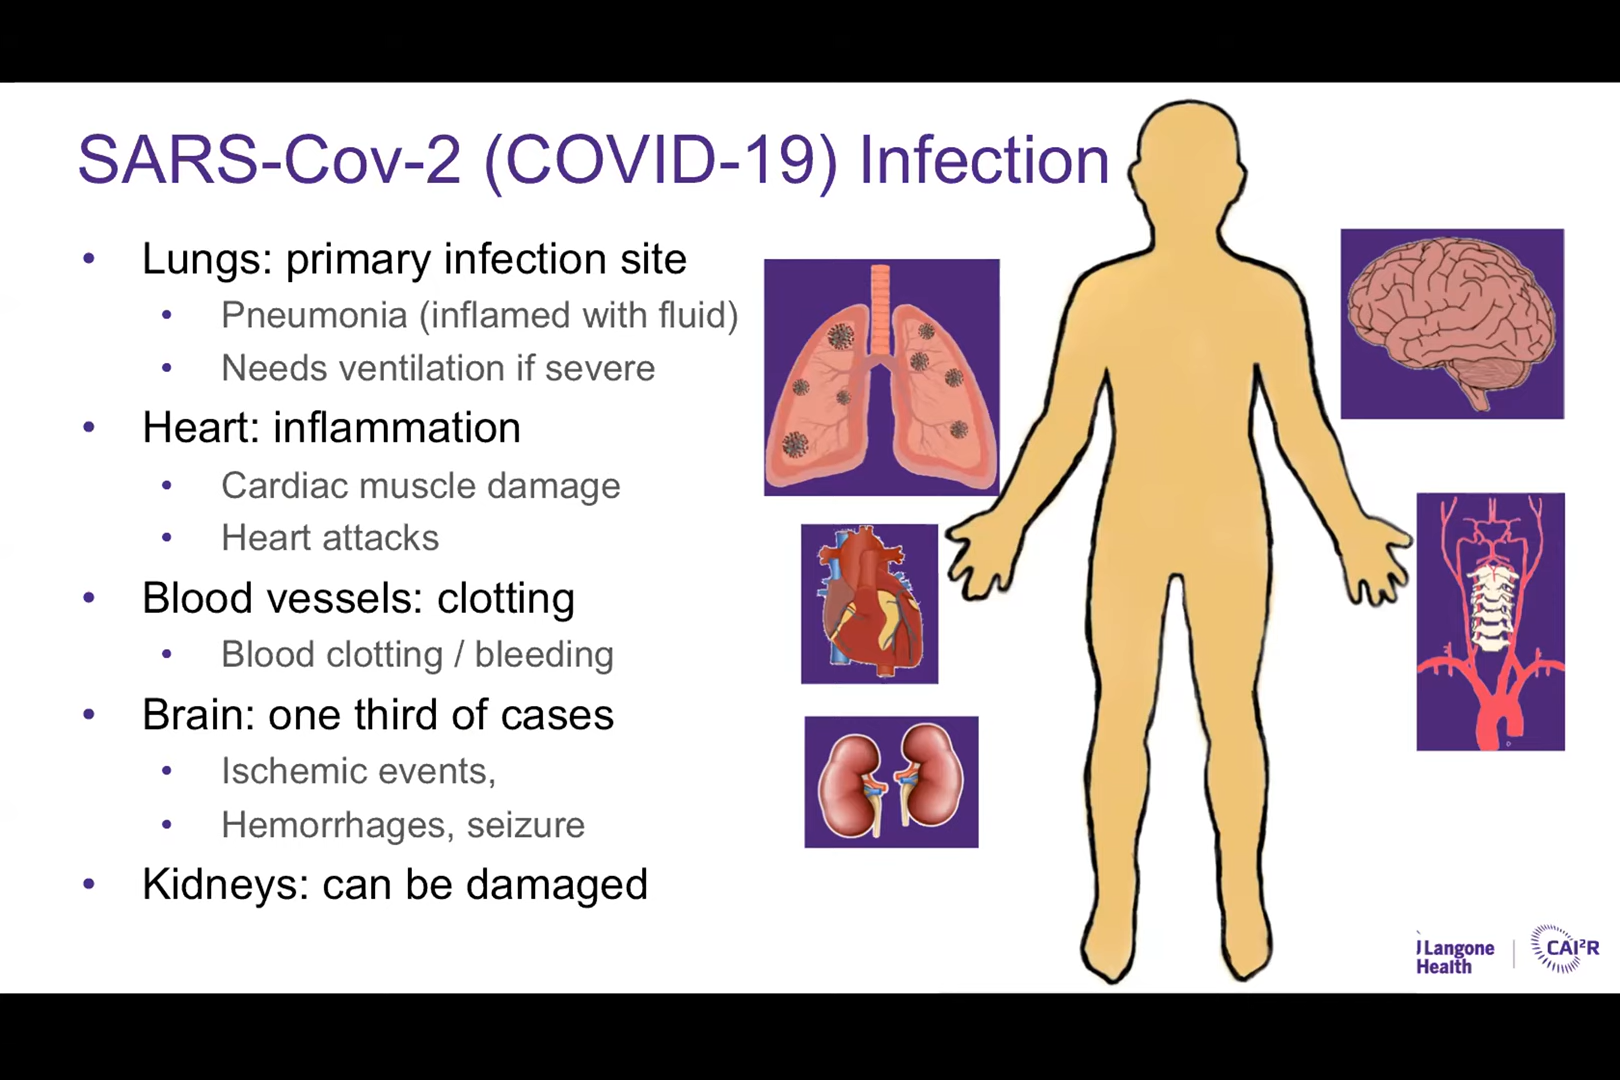 SARS-Cov-2 (COVID-19) Infection
• Lungs: primary infection site
• Pneumonia (inflamed with fluid)
• Needs ventilation if severe
• Heart: inflammation
• Cardiac muscle damage
• Heart attacks
• Blood vessels: clotting
• Blood clotting / bleeding
• Brain: one third of cases
• Ischemic events,
• Hemorrhages, seizure
• Kidneys: can be damaged
Langone
Health
CAI²R